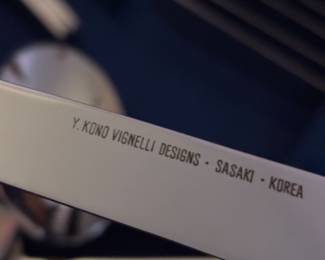 Y. KONO VIGNELLI DESIGNS · SASAKI · KOREA